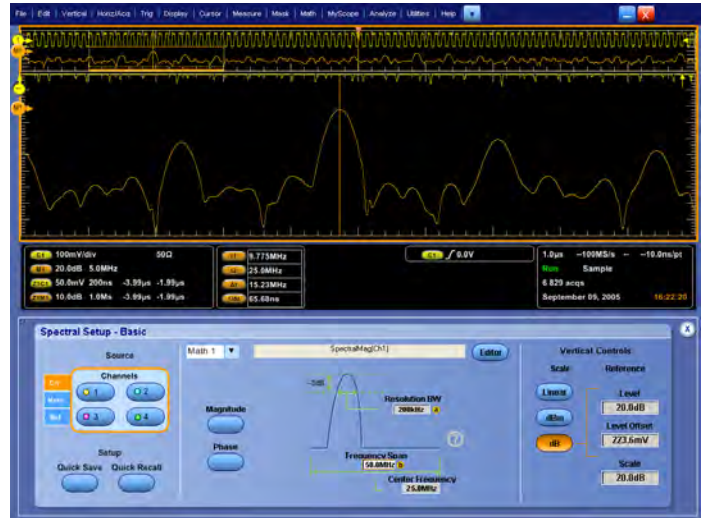 File Edit Vertical Horiz/Acq Trig Display Cursor Measure Mask Math MyScope Analyze Utilities Help
C1 100mV/div 50Ω
M1 20.0dB 5.0MHz
Z1C1 50.0mV 200ns -3.99µs -1.99µs
Z1M1 10.0dB 1.0Ms -3.99µs -1.99µs
9.775MHz
25.0MHz
15.23MHz
65.68ns
C1 0.0V
1.0µs 100MS/s 10.0ns/pt
Run Sample
6 829 acqs
September 09, 2005 16:22:20
Spectral Setup - Basic
X
Source
Channels
1 2
3 4
Setup
Quick Save Quick Recall
Math 1
SpectralMag(Ch1)
Editor
Magnitude
Phase
-3dB
Resolution BW
200kHz
Frequency Span
50.0MHz
Center Frequency
25.0MHz
?
Vertical Controls
Scale Reference
Linear
dBm
dB
Level
20.0dB
Level Offset
223.6mV
Scale
20.0dB